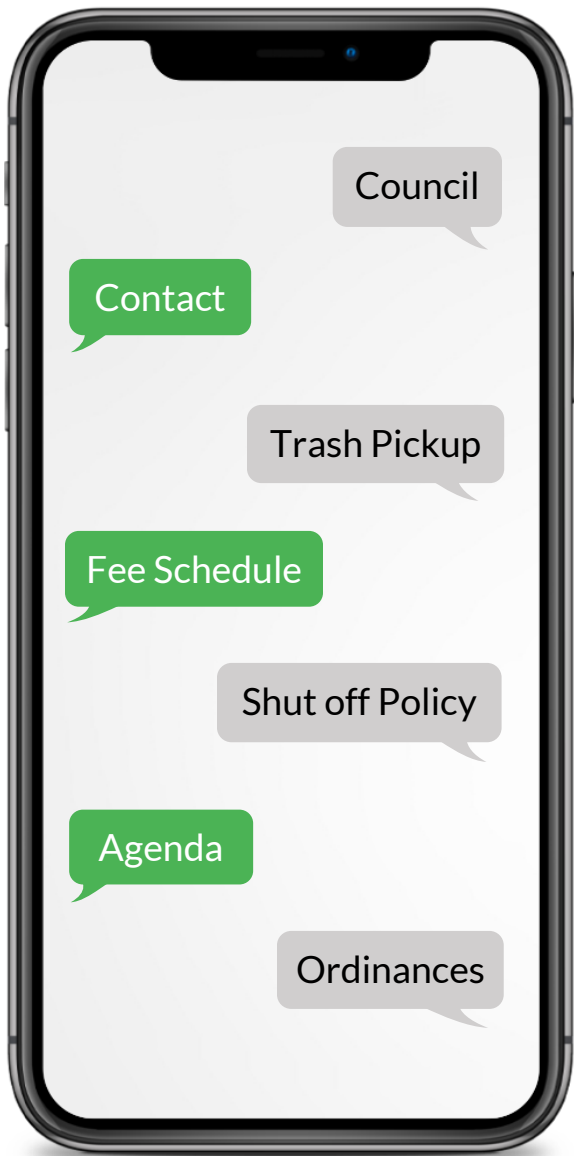 Council
Contact
Trash Pickup
Fee Schedule
Shut off Policy
Agenda
Ordinances